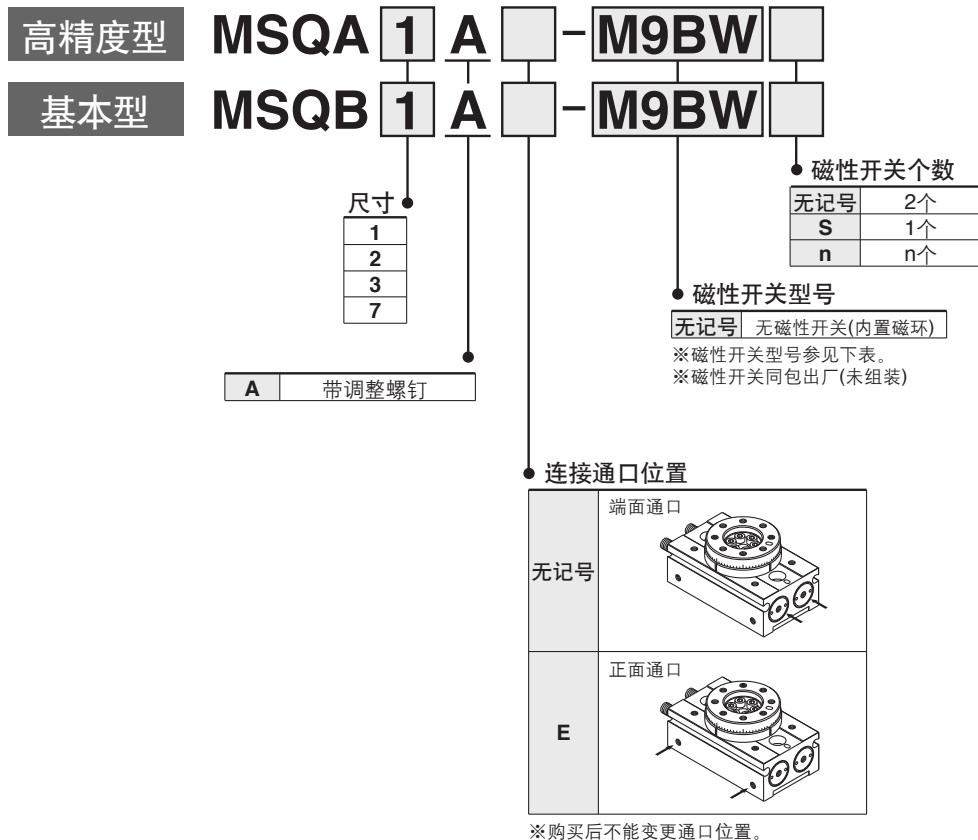 高精度型 MSQA 1 A - M9BW
基本型 MSQB 1 A - M9BW
磁性开关个数
无记号 2个
S 1个
n n个
尺寸
1
2
3
7
磁性开关型号
无记号 无磁性开关(内置磁环)
※磁性开关型号参见下表。
※磁性开关同包出厂(未组装)
A 带调整螺钉
连接通口位置
无记号 端面通口
E 正面通口
※购买后不能变更通口位置。